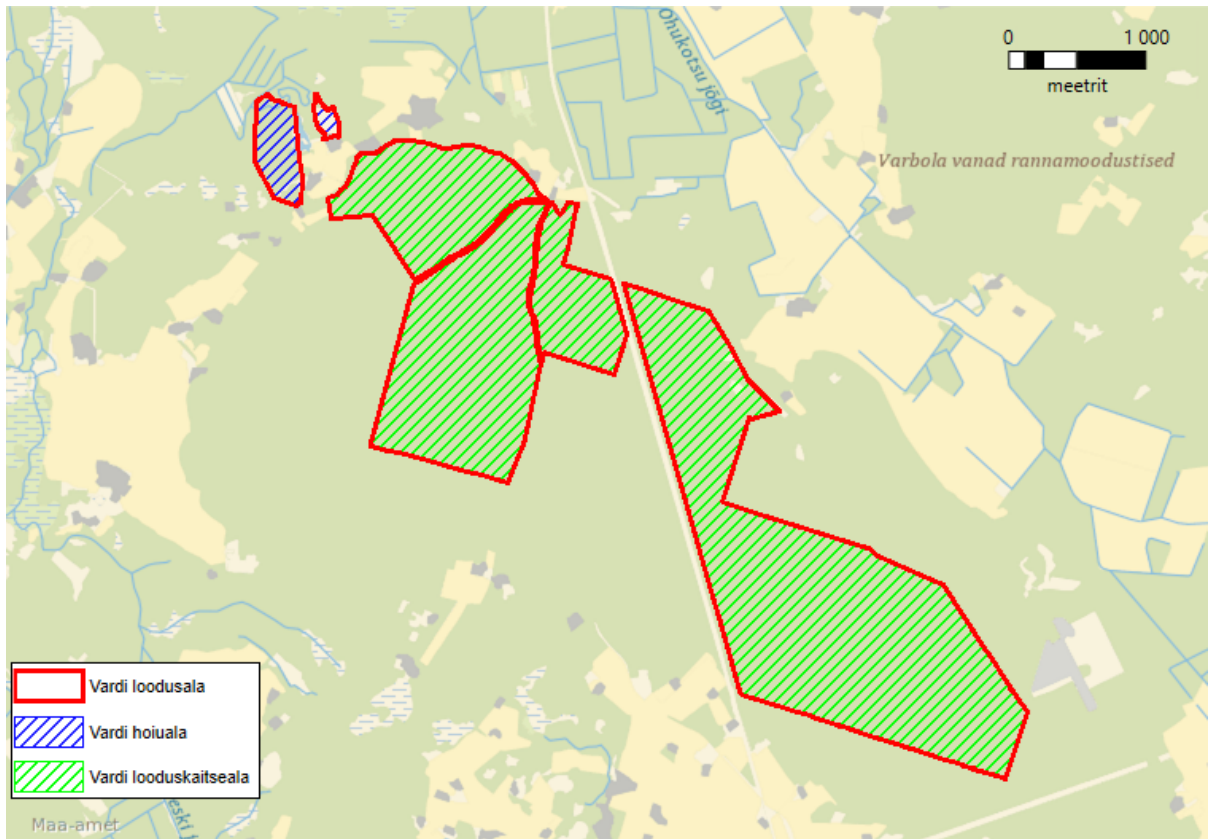 0 1 000
meetrit
Ohukotsu jõgi
Varbola vanad rannamoodustised
Vardi loodusala
Vardi hoiuala
Vardi looduskaitseala
Maa-amet